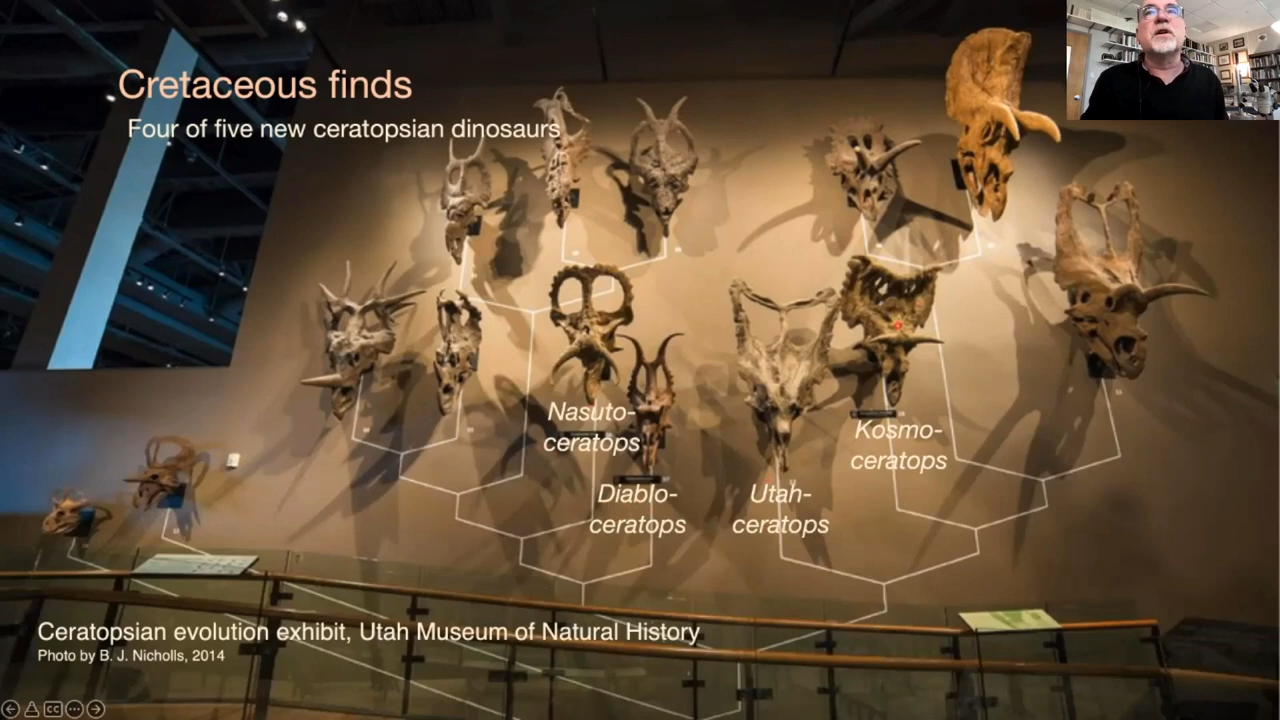 Cretaceous finds
Four of five new ceratopsian dinosaurs
Nasuto-
ceratops
Diablo-
ceratops
Utah-
ceratops
Kosmo-
ceratops
Ceratopsian evolution exhibit, Utah Museum of Natural History
Photo by B. J. Nicholls, 2014
CC